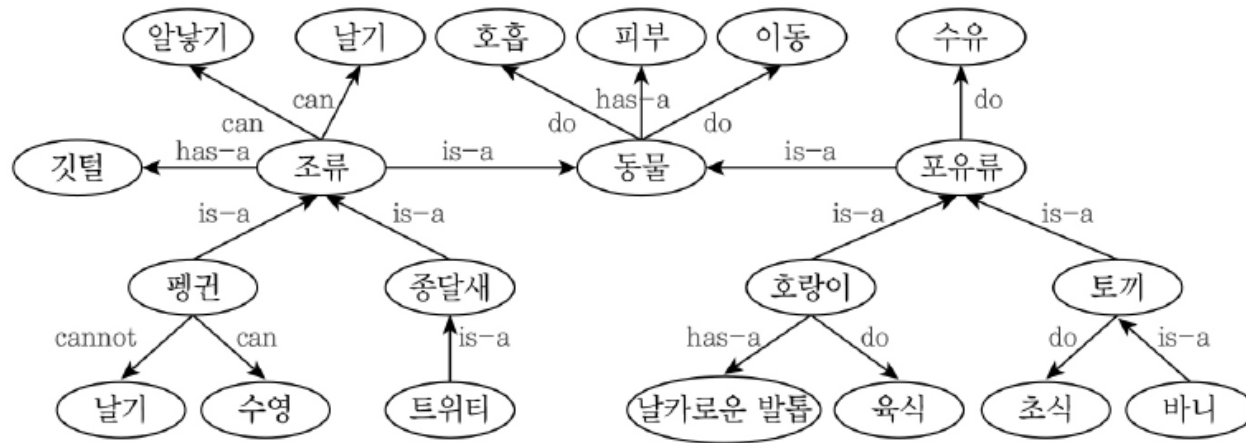 알낳기 날기 호흡 피부 이동 수유
can can do has-a do do
깃털 has-a 조류 is-a 동물 is-a 포유류
is-a is-a is-a is-a
펭귄 종달새 호랑이 토끼
cannot can is-a has-a do do is-a
날기 수영 트위티 날카로운 발톱 육식 초식 바니